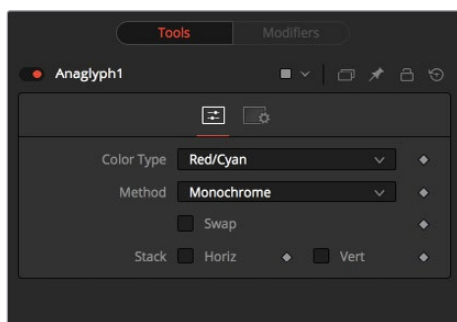 Tools Modifiers
Anaglyph1
Color Type Red/Cyan
Method Monochrome
Swap
Stack Horiz Vert